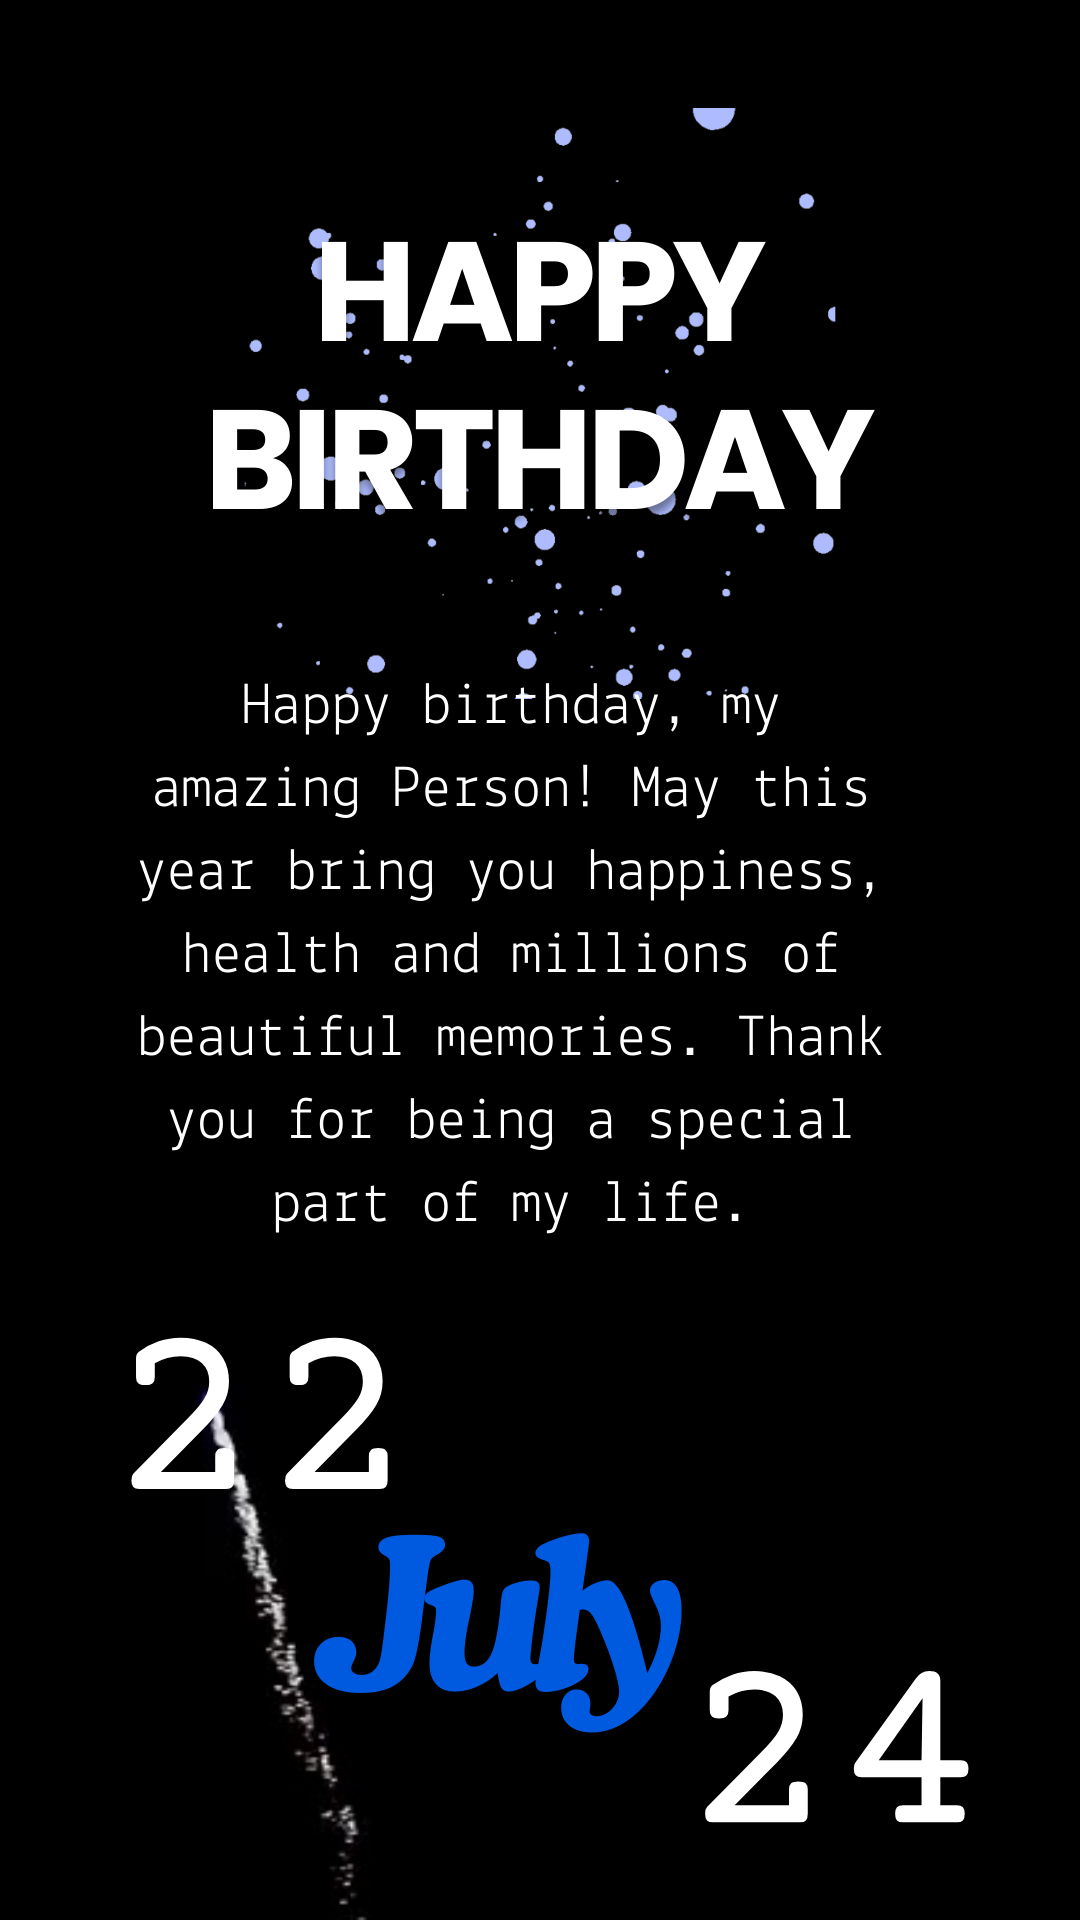 HAPPY
BIRTHDAY
Happy birthday, my
amazing Person! May this
year bring you happiness,
health and millions of
beautiful memories. Thank
you for being a special
part of my life.
22
July
24